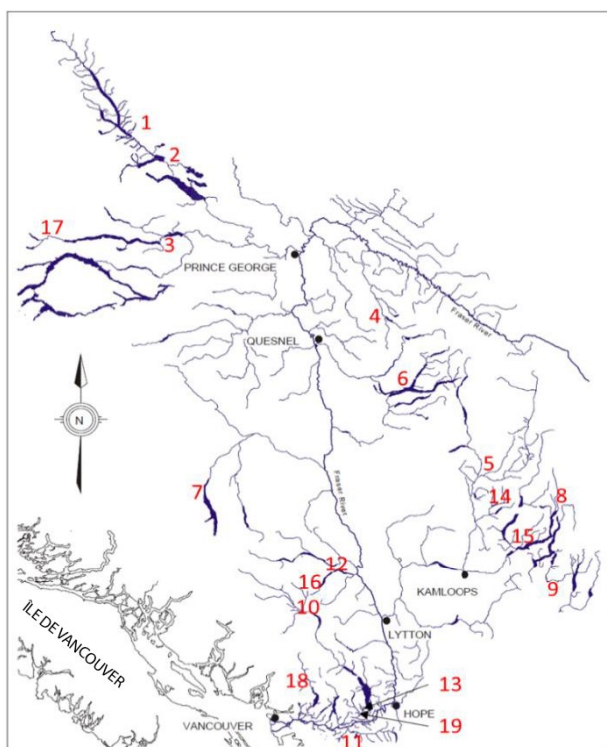 1
2
17
3
PRINCE GEORGE
4
Fraser River
QUESNEL
6
N
5
7
Fraser River
14
8
15
12
16
KAMLOOPS
9
10
LYTTON
ÎLE DE VANCOUVER
18
13
HOPE
VANCOUVER
19
11